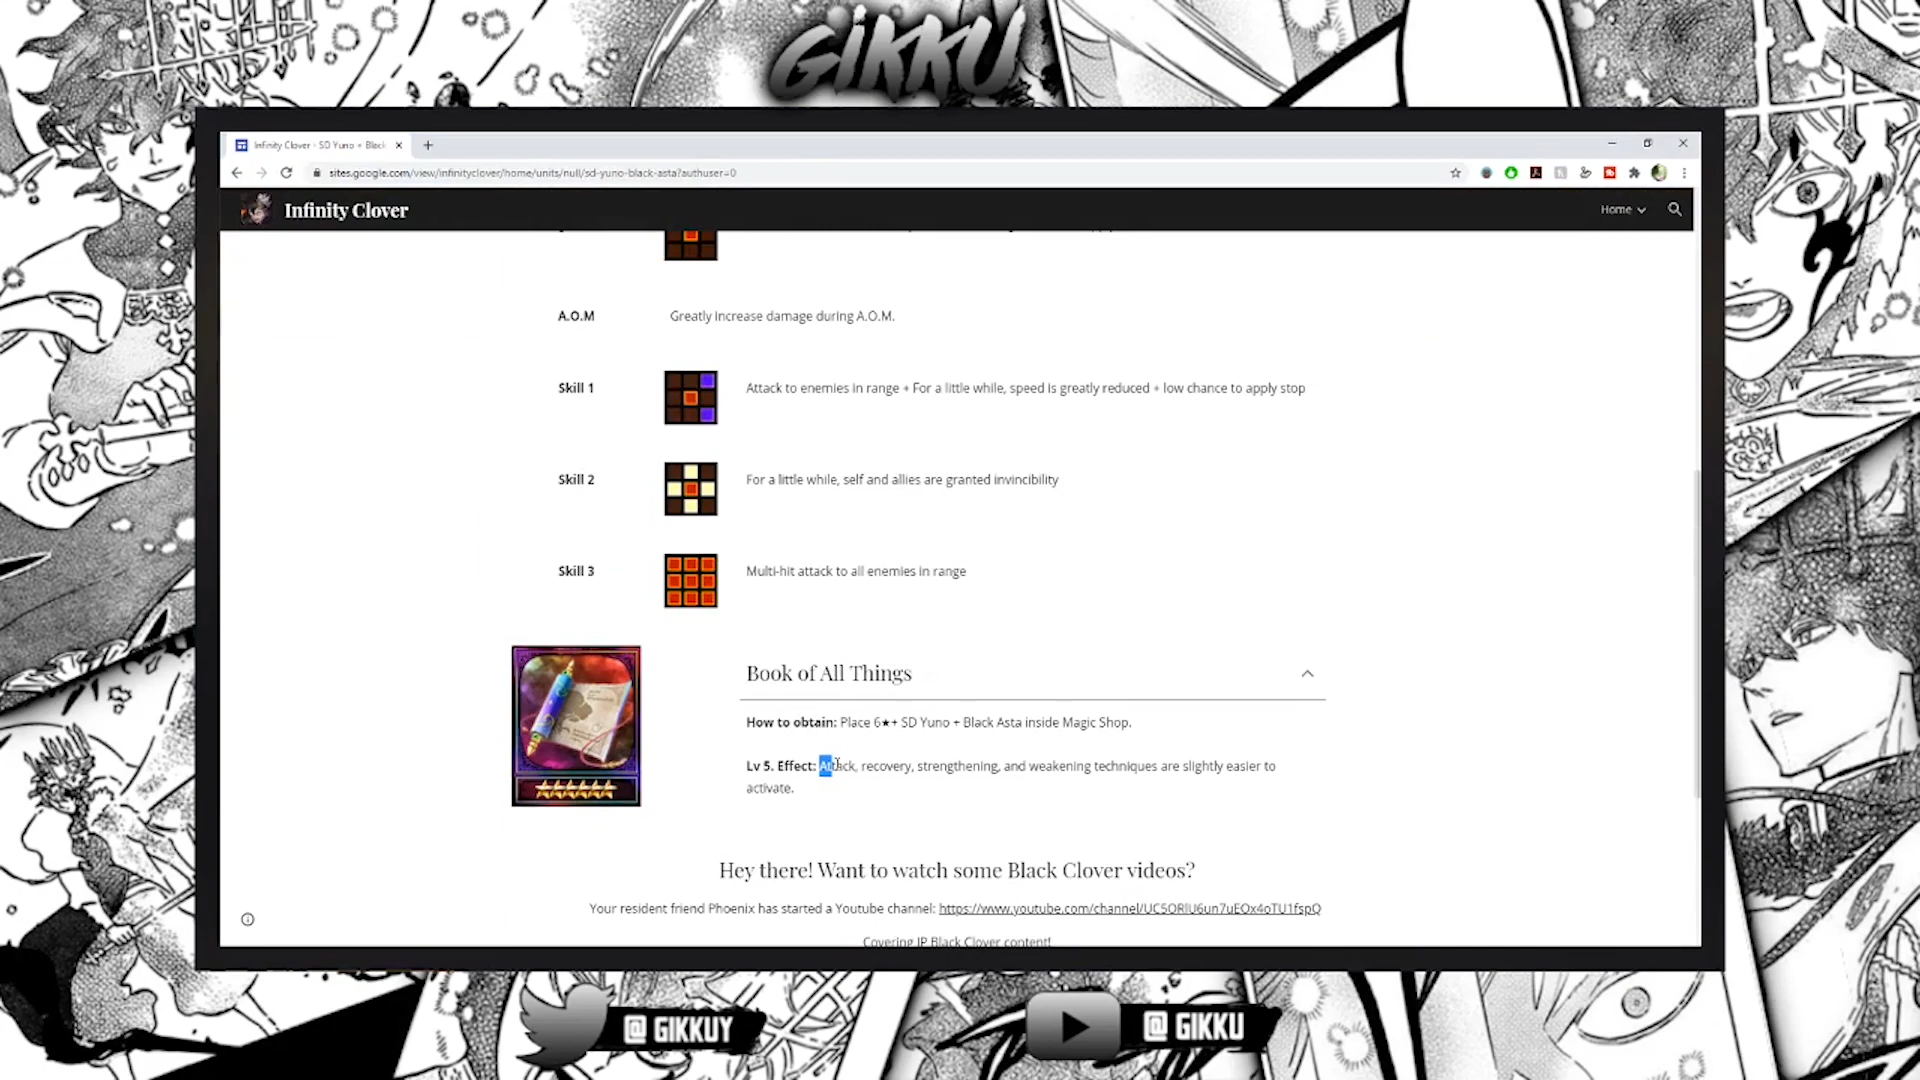 GIKKU
Infinity Clover - SD Yuno + Black
sites.google.com/view/infinityclover/home/units/null/sd-yuno-black-asta?authuser=0
Infinity Clover
Home
A.O.M
Greatly increase damage during A.O.M.
Skill 1
Attack to enemies in range + For a little while, speed is greatly reduced + low chance to apply stop
Skill 2
For a little while, self and allies are granted invincibility
Skill 3
Multi-hit attack to all enemies in range
Book of All Things
How to obtain: Place 6★+ SD Yuno + Black Asta inside Magic Shop.
Lv 5. Effect: Attack, recovery, strengthening, and weakening techniques are slightly easier to
activate.
Hey there! Want to watch some Black Clover videos?
Your resident friend Phoenix has started a Youtube channel: https://www.youtube.com/channel/UC5ORlU6un7uEOx4oTU1fspQ
Covering JP Black Clover content!
@ GIKKUY
@ GIKKU